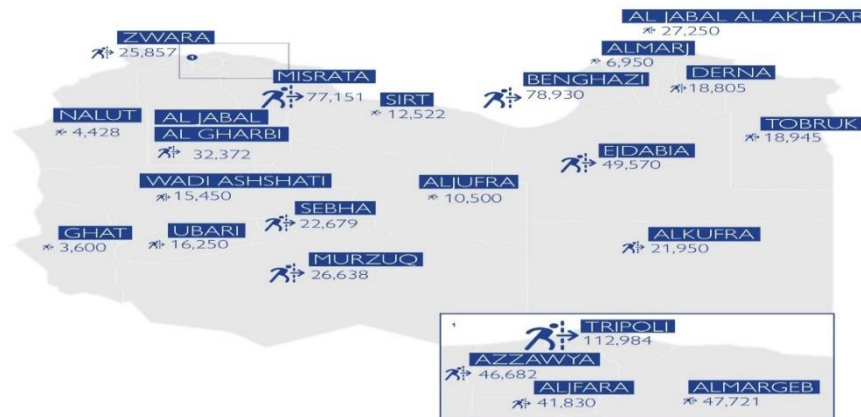 AL JABAL AL AKHDAR
27,250
ZWARA
25,857
1
ALMARJ
6,950
MISRATA
77,151
BENGHAZI
78,930
DERNA
18,805
SIRT
12,522
NALUT
4,428
AL JABAL
AL GHARBI
32,372
TOBRUK
18,945
EJDABIA
49,570
WADI ASHSHATI
15,450
ALJUFRA
10,500
SEBHA
22,679
GHAT
3,600
UBARI
16,250
ALKUFRA
21,950
MURZUQ
26,638
1
TRIPOLI
112,984
AZZAWYA
46,682
ALJFARA
41,830
ALMARGEB
47,721